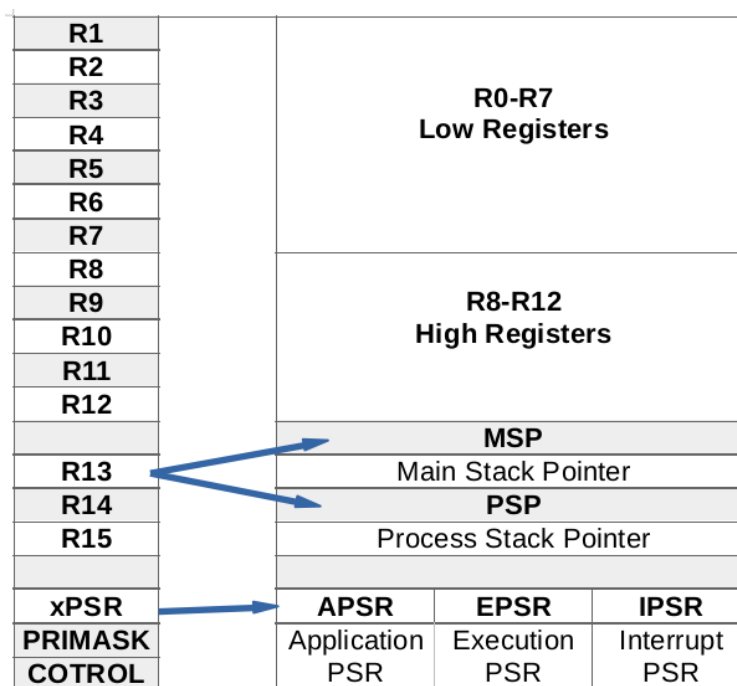 R1
R2
R3
R4
R5
R6
R7
R8
R9
R10
R11
R12
R13
R14
R15
xPSR
PRIMASK
COTROL
R0-R7
Low Registers
R8-R12
High Registers
MSP
Main Stack Pointer
PSP
Process Stack Pointer
APSR EPSR IPSR
Application Execution Interrupt
PSR PSR PSR